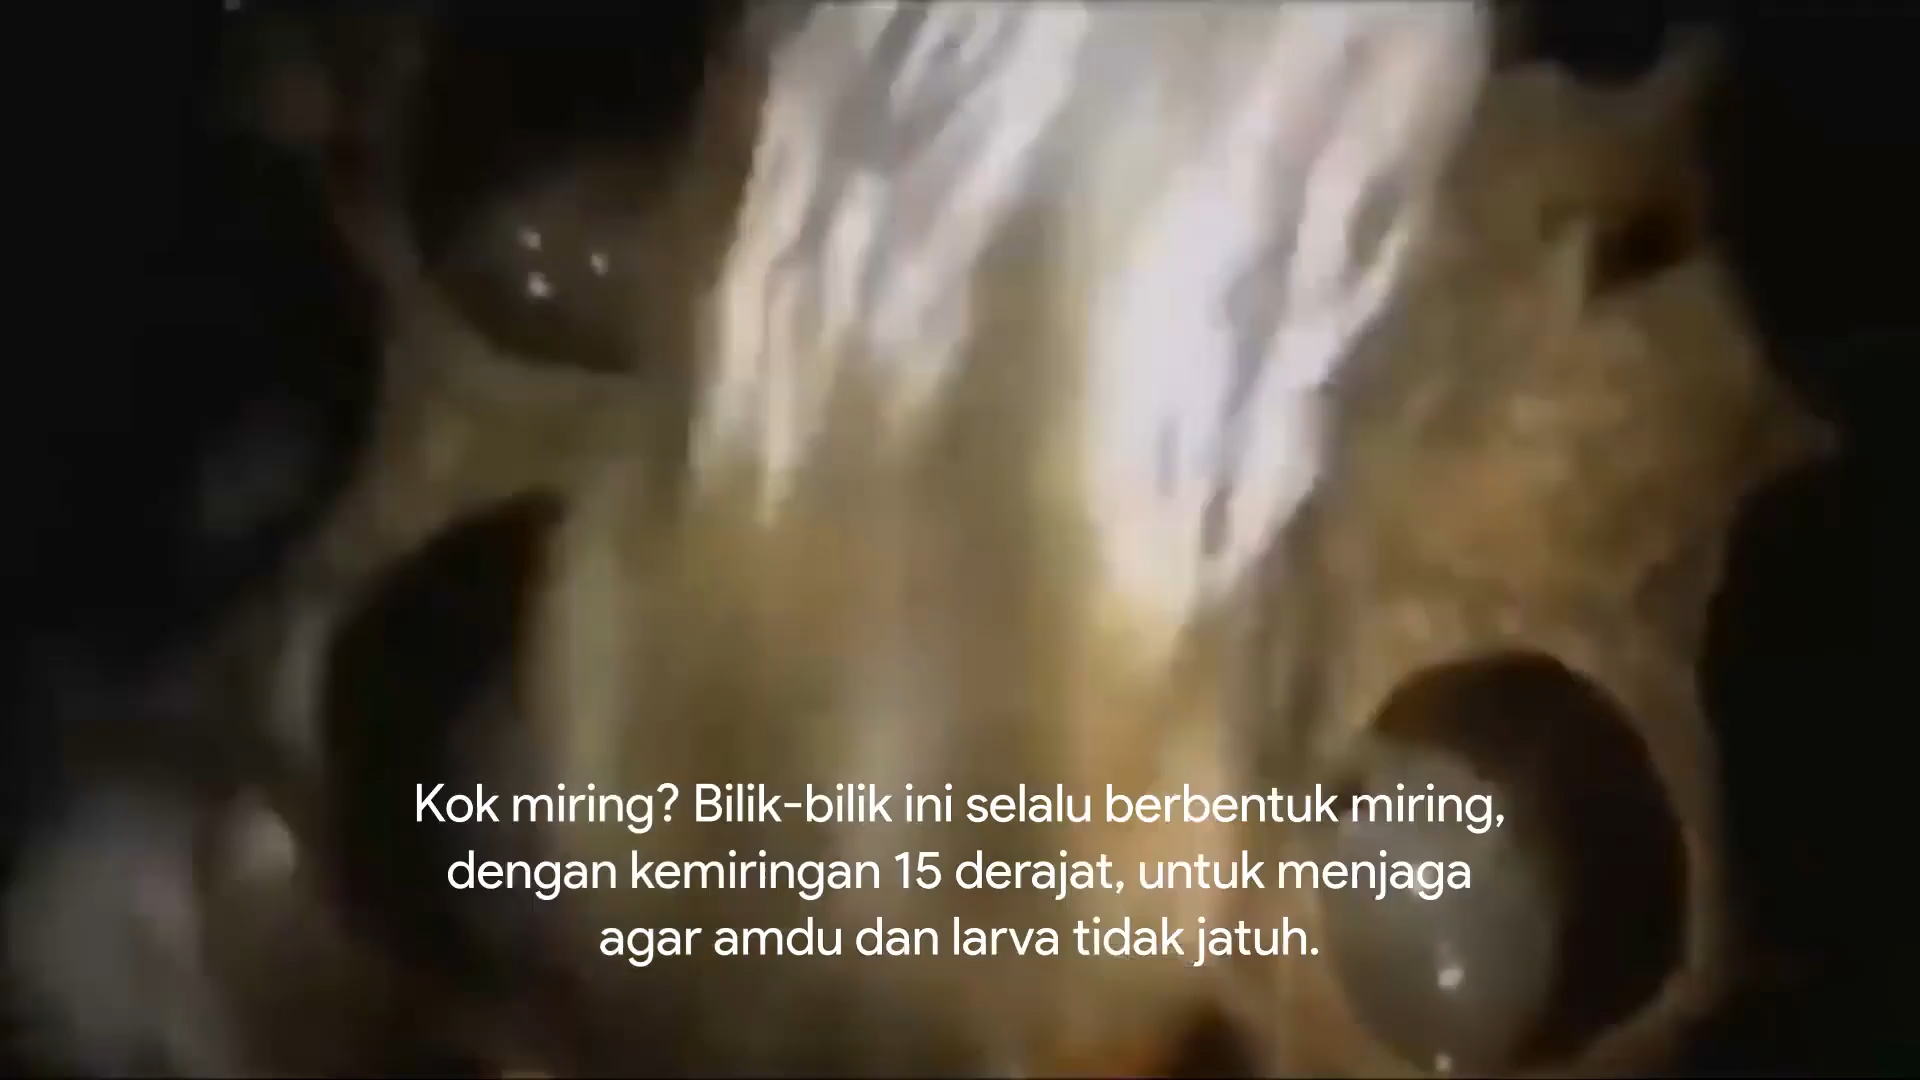 Kok miring? Bilik-bilik ini selalu berbentuk miring,
dengan kemiringan 15 derajat, untuk menjaga
agar amdu dan larva tidak jatuh.